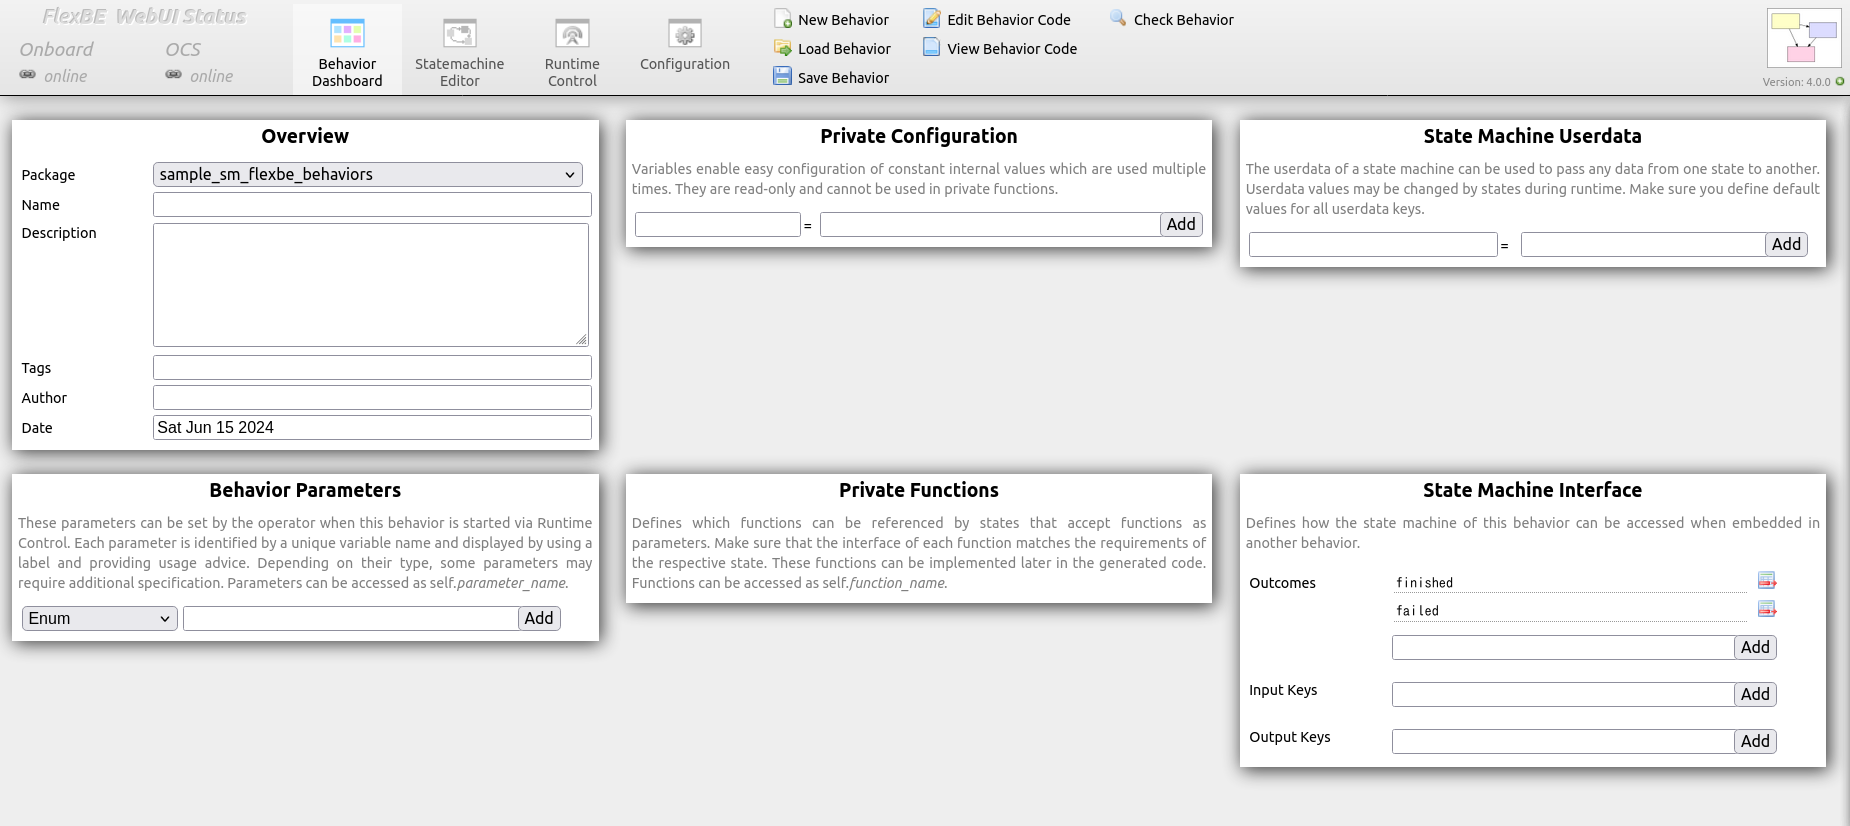 FlexBE WebUI Status
Onboard
OCS
online
online
Behavior
Dashboard
Statemachine
Editor
Runtime
Control
Configuration
New Behavior
Load Behavior
Save Behavior
Edit Behavior Code
View Behavior Code
Check Behavior
Version: 4.0.0
Overview
Package
sample_sm_flexbe_behaviors
Name
Description
Tags
Author
Date
Sat Jun 15 2024
Private Configuration
Variables enable easy configuration of constant internal values which are used multiple
times. They are read-only and cannot be used in private functions.
=
Add
State Machine Userdata
The userdata of a state machine can be used to pass any data from one state to another.
Userdata values may be changed by states during runtime. Make sure you define default
values for all userdata keys.
=
Add
Behavior Parameters
These parameters can be set by the operator when this behavior is started via Runtime
Control. Each parameter is identified by a unique variable name and displayed by using a
label and providing usage advice. Depending on their type, some parameters may
require additional specification. Parameters can be accessed as self.parameter_name.
Enum
Add
Private Functions
Defines which functions can be referenced by states that accept functions as
parameters. Make sure that the interface of each function matches the requirements of
the respective state. These functions can be implemented later in the generated code.
Functions can be accessed as self.function_name.
State Machine Interface
Defines how the state machine of this behavior can be accessed when embedded in
another behavior.
Outcomes
finished
failed
Add
Input Keys
Add
Output Keys
Add